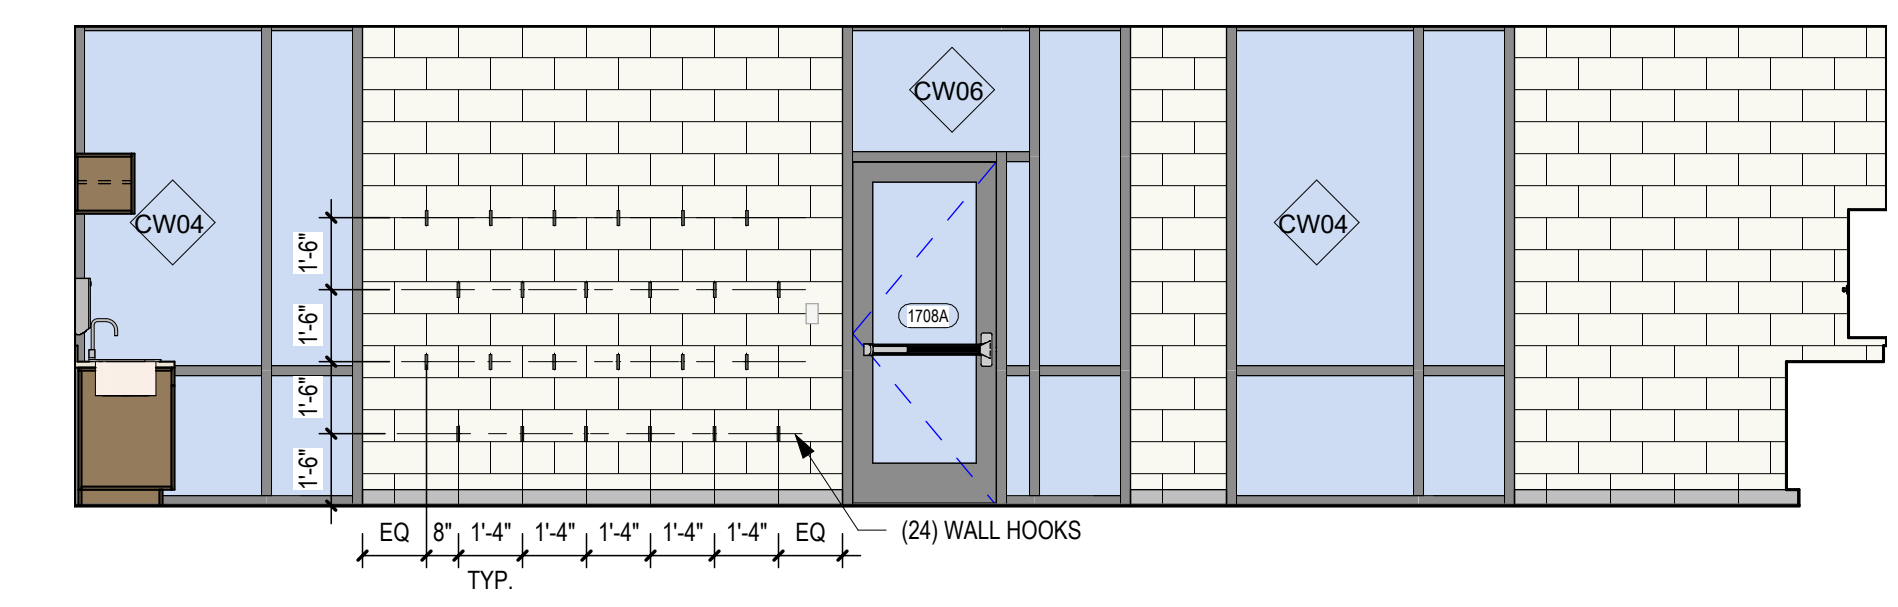 CW06
CW04
CW04
1'-6"
1'-6"
1'-6"
1'-6"
1708A
EQ 8" 1'-4" 1'-4" 1'-4" 1'-4" 1'-4" EQ
(24) WALL HOOKS
TYP.